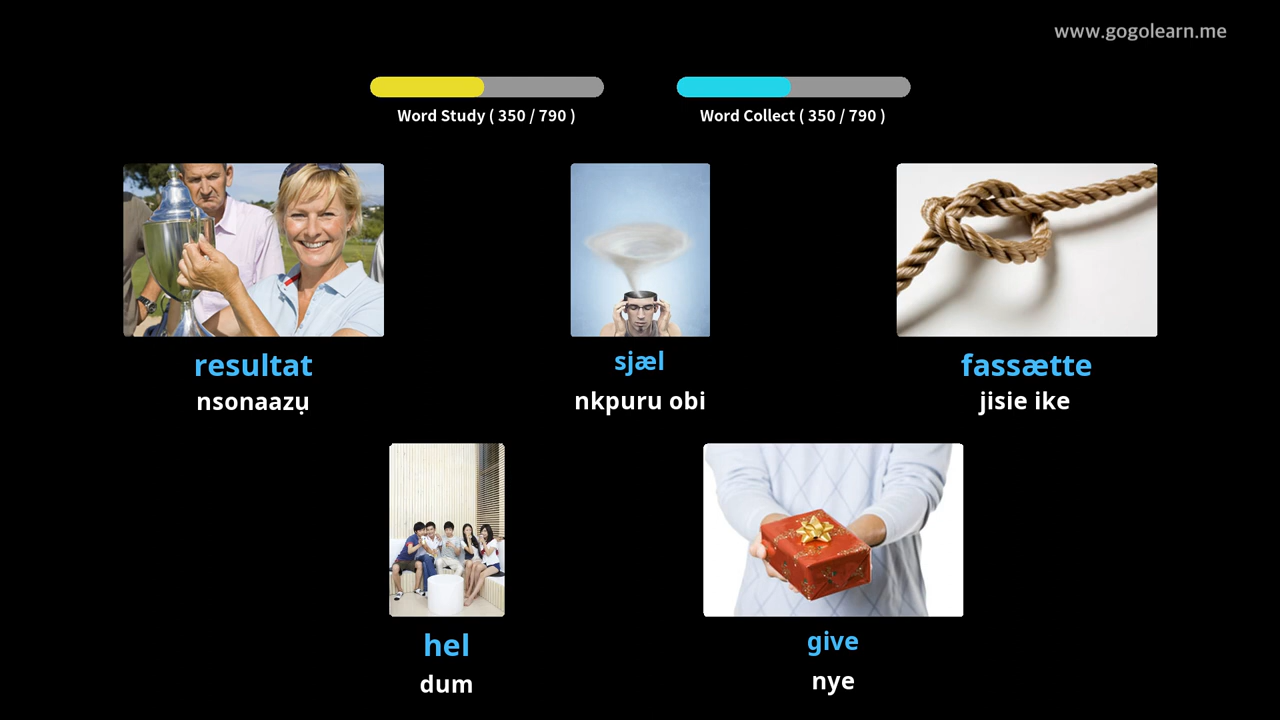 www.gogolearn.me
Word Study ( 350 / 790 )
Word Collect ( 350 / 790 )
resultat
nsonaazụ
sjæl
nkpuru obi
fassætte
jisie ike
hel
dum
give
nye